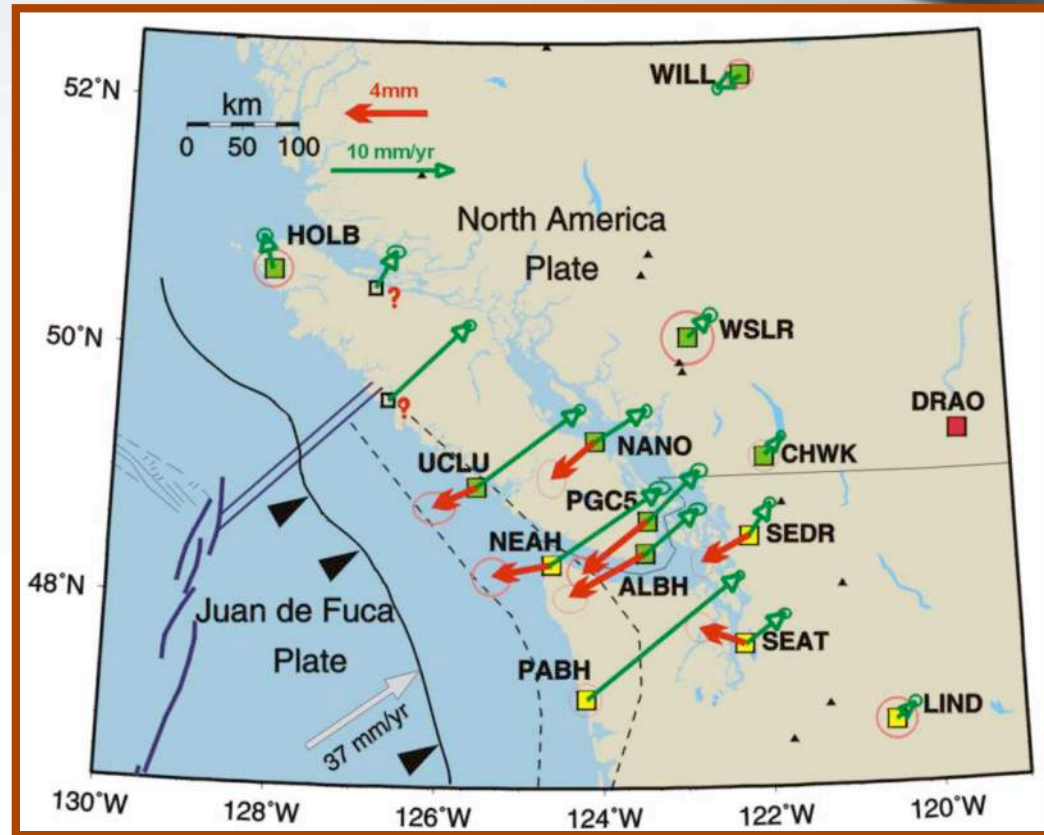 52˚N
50˚N
48˚N
km
0 50 100
4mm
10 mm/yr
North America
Plate
WILL
HOLB
?
?
WSLR
DRAO
CHWK
NANO
UCLU
PGC5
NEAH
ALBH
SEDR
SEAT
PABH
LIND
Juan de Fuca
Plate
37 mm/yr
130˚W 128˚W 126˚W 124˚W 122˚W 120˚W